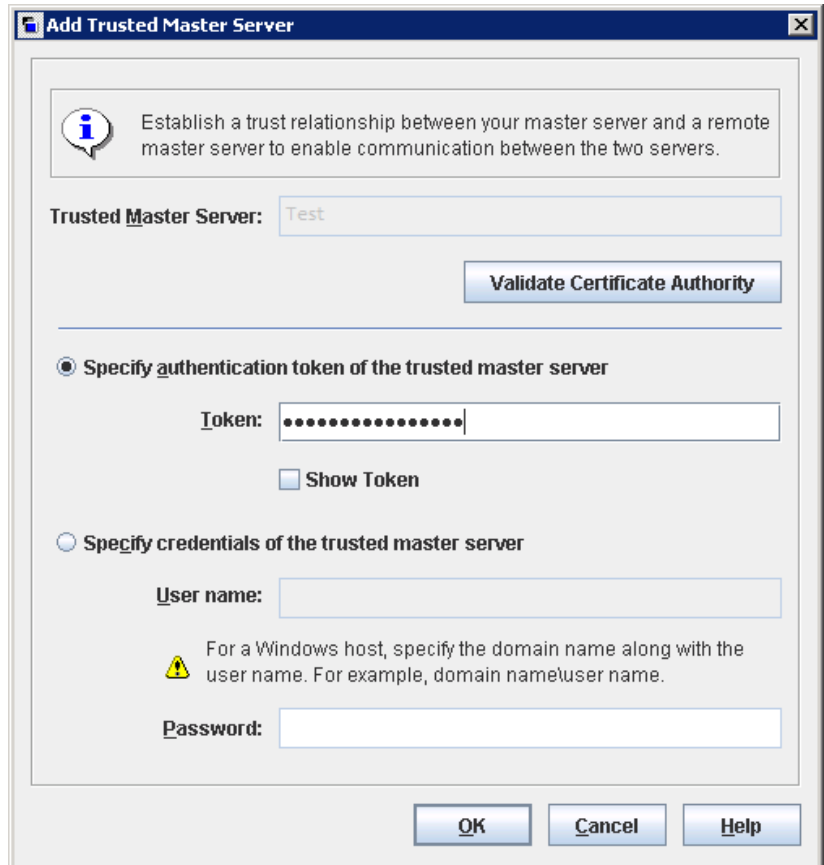 Add Trusted Master Server
Establish a trust relationship between your master server and a remote
master server to enable communication between the two servers.
Trusted Master Server: Test
Validate Certificate Authority
Specify authentication token of the trusted master server
Token: ••••••••••••••••
Show Token
Specify credentials of the trusted master server
User name:
For a Windows host, specify the domain name along with the
user name. For example, domain name\user name.
Password:
OK Cancel Help